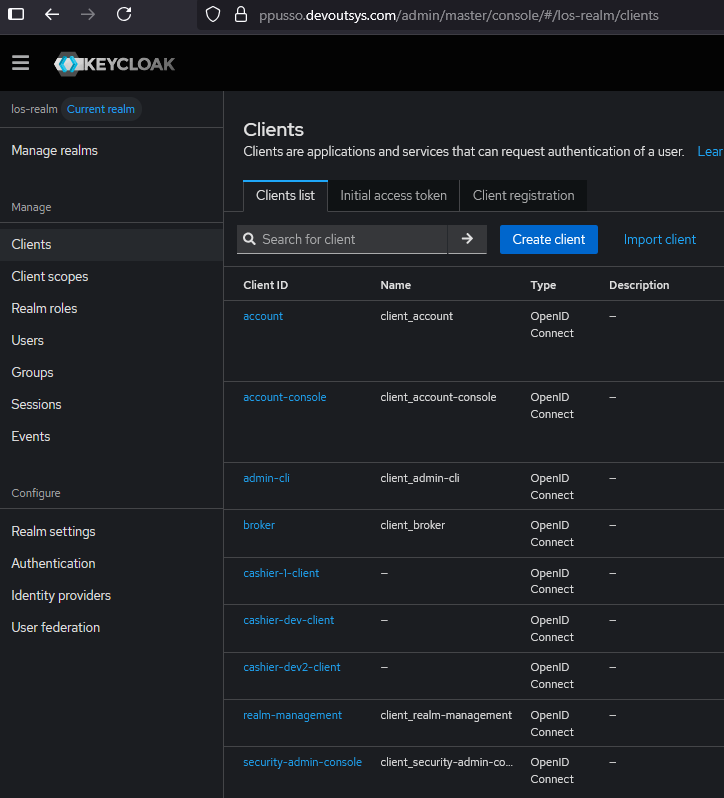 ppusso.devoutsys.com/admin/master/console/#/los-realm/clients
KEYCLOAK
los-realm Current realm
Manage realms
Manage
Clients
Client scopes
Realm roles
Users
Groups
Sessions
Events
Configure
Realm settings
Authentication
Identity providers
User federation
Clients
Clients are applications and services that can request authentication of a user. Lear
Clients list Initial access token Client registration
Search for client Create client Import client
Client ID Name Type Description
account client_account OpenID Connect –
account-console client_account-console OpenID Connect –
admin-cli client_admin-cli OpenID Connect –
broker client_broker OpenID Connect –
cashier-1-client – OpenID Connect –
cashier-dev-client – OpenID Connect –
cashier-dev2-client – OpenID Connect –
realm-management client_realm-management OpenID Connect –
security-admin-console client_security-admin-co... OpenID Connect –